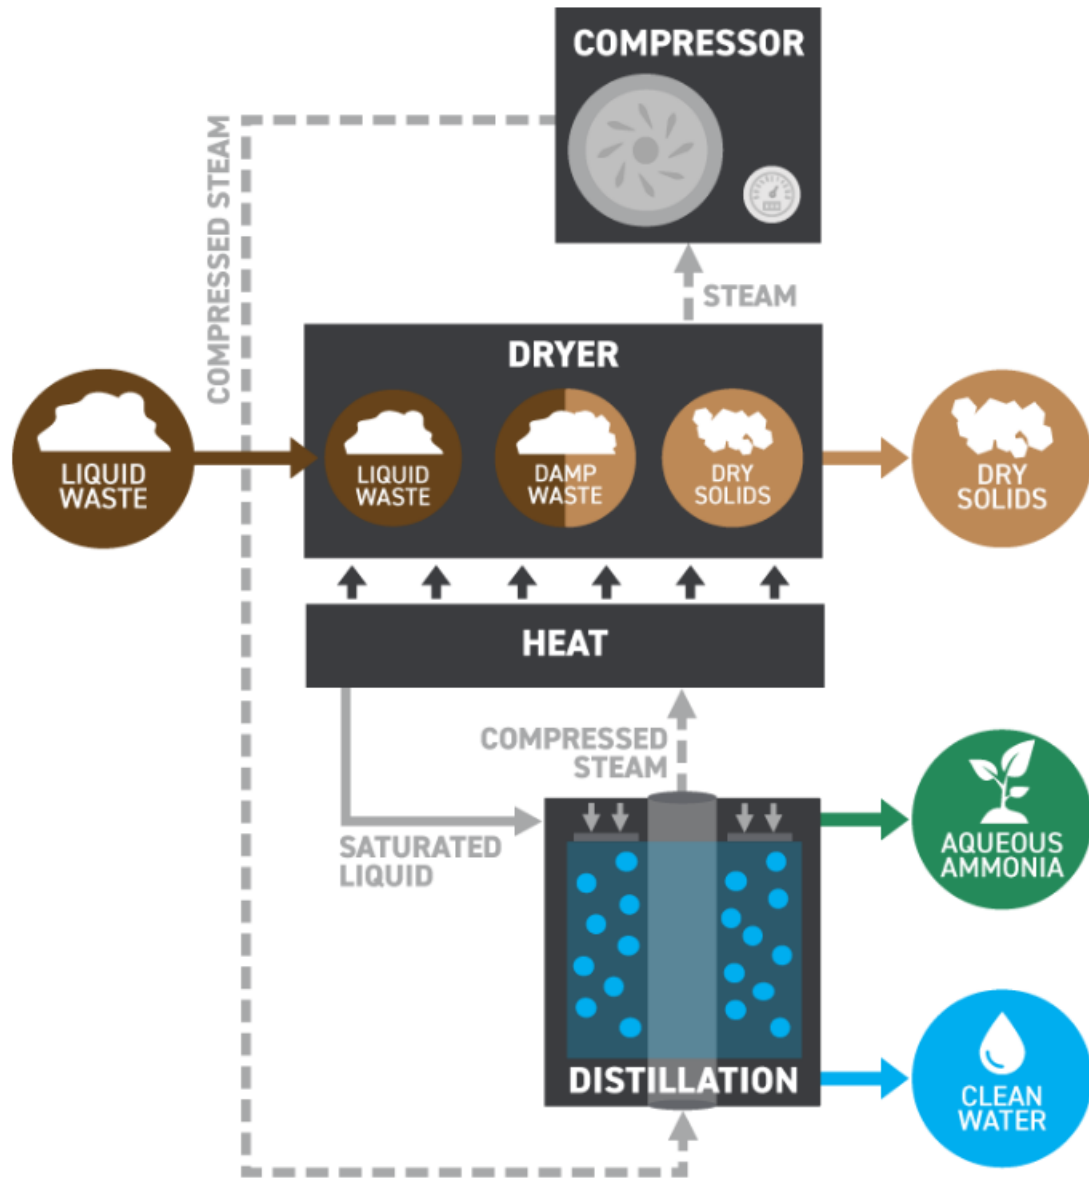 COMPRESSOR
COMPRESSED STEAM
STEAM
DRYER
LIQUID
WASTE
LIQUID
WASTE
DAMP
WASTE
DRY
SOLIDS
DRY
SOLIDS
HEAT
COMPRESSED
STEAM
SATURATED
LIQUID
AQUEOUS
AMMONIA
DISTILLATION
CLEAN
WATER